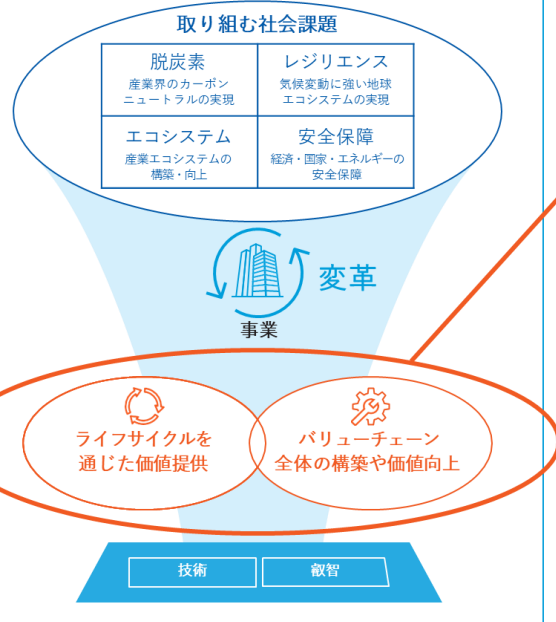 取り組む社会課題
脱炭素
産業界のカーボン
ニュートラルの実現
レジリエンス
気候変動に強い地球
エコシステムの実現
エコシステム
産業エコシステムの
構築・向上
安全保障
経済・国家・エネルギーの
安全保障
変革
事業
ライフサイクルを
通じた価値提供
バリューチェーン
全体の構築や価値向上
技術
叡智